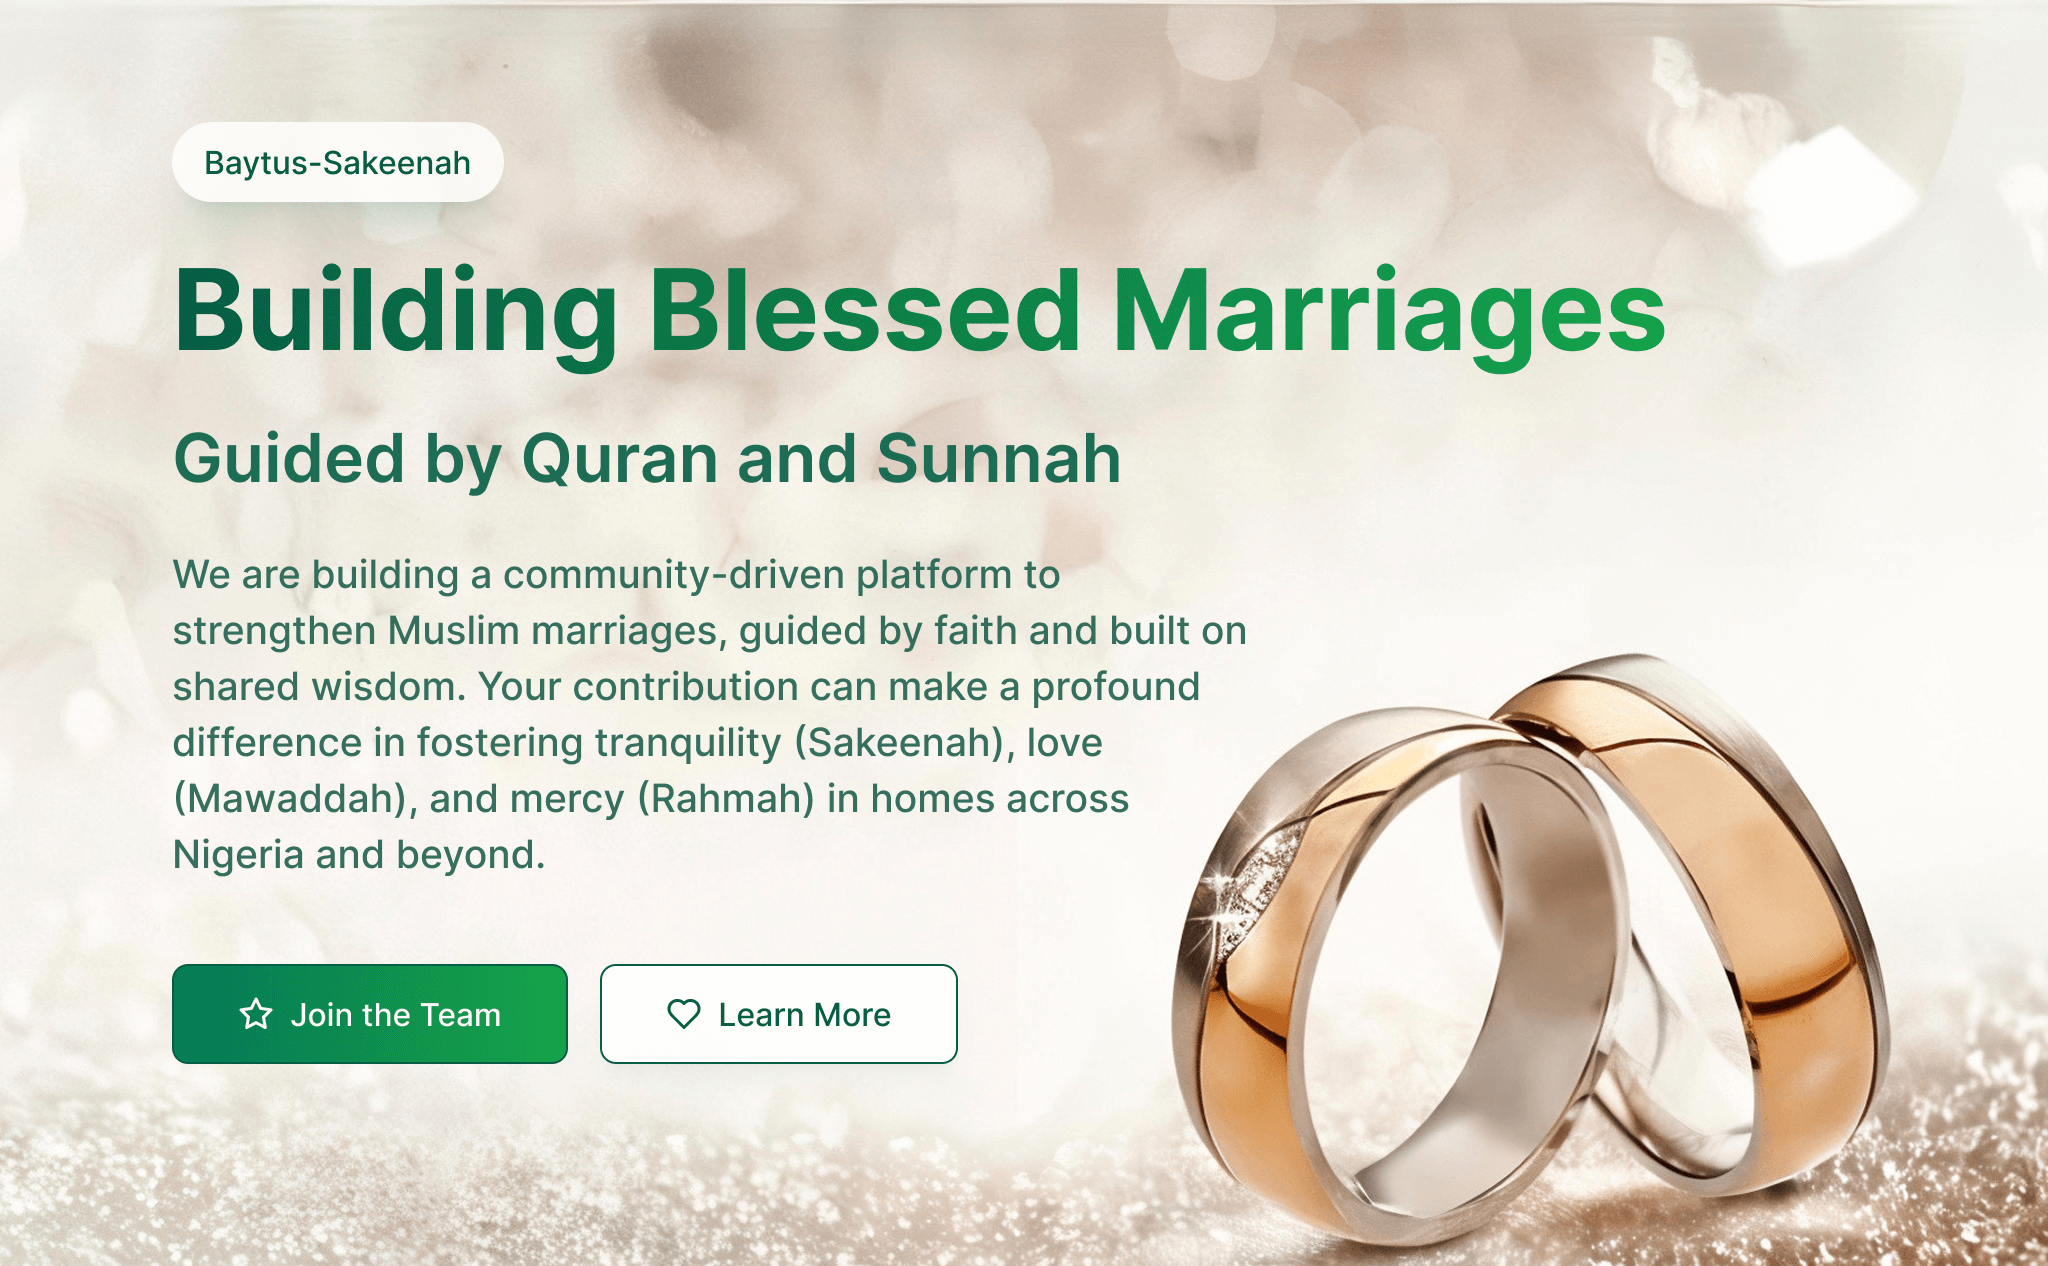 Baytus-Sakeenah
Building Blessed Marriages
Guided by Quran and Sunnah
We are building a community-driven platform to
strengthen Muslim marriages, guided by faith and built on
shared wisdom. Your contribution can make a profound
difference in fostering tranquility (Sakeenah), love
(Mawaddah), and mercy (Rahmah) in homes across
Nigeria and beyond.
Join the Team
Learn More